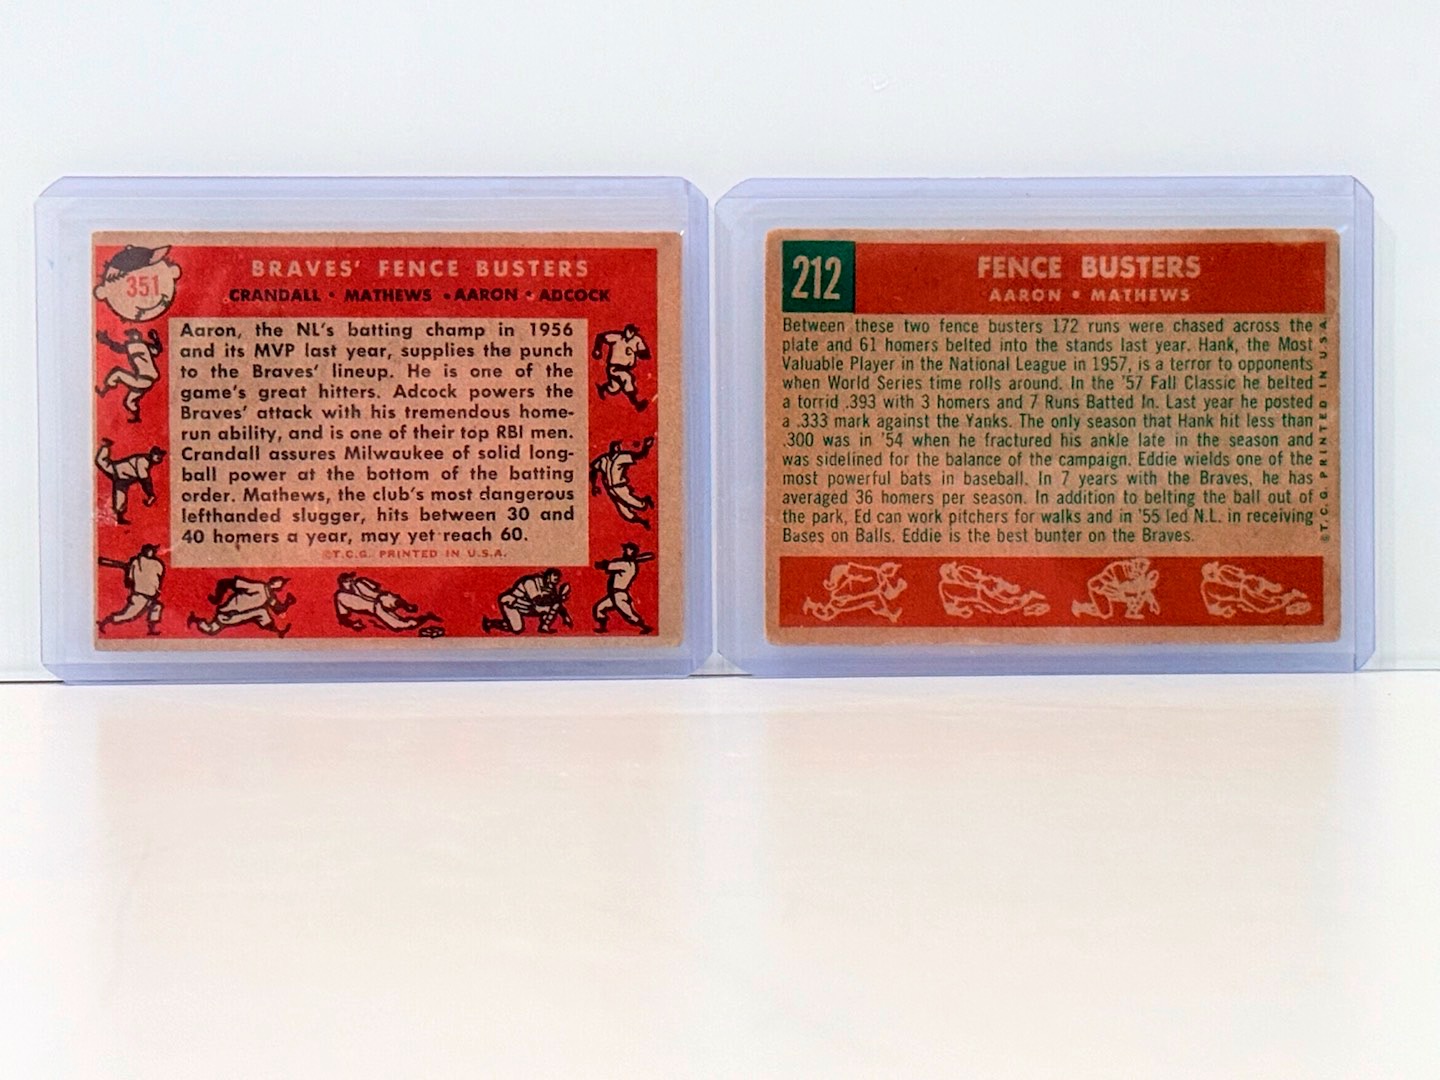 351
BRAVES' FENCE BUSTERS
CRANDALL • MATHEWS • AARON • ADCOCK
Aaron, the NL's batting champ in 1956
and its MVP last year, supplies the punch
to the Braves' lineup. He is one of the
game's great hitters. Adcock powers the
Braves' attack with his tremendous home-
run ability, and is one of their top RBI men.
Crandall assures Milwaukee of solid long-
ball power at the bottom of the batting
order. Mathews, the club's most dangerous
lefthanded slugger, hits between 30 and
40 homers a year, may yet reach 60.
©T.C.G. PRINTED IN U.S.A.
212
FENCE BUSTERS
AARON • MATHEWS
Between these two fence busters 172 runs were chased across the
plate and 61 homers belted into the stands last year. Hank, the Most
Valuable Player in the National League in 1957, is a terror to opponents
when World Series time rolls around. In the '57 Fall Classic he belted
a torrid .393 with 3 homers and 7 Runs Batted In. Last year he posted
a .333 mark against the Yanks. The only season that Hank hit less than
.300 was in '54 when he fractured his ankle late in the season and
was sidelined for the balance of the campaign. Eddie wields one of the
most powerful bats in baseball. In 7 years with the Braves, he has
averaged 36 homers per season. In addition to belting the ball out of
the park, Ed can work pitchers for walks and in '55 led N.L. in receiving
Bases on Balls. Eddie is the best bunter on the Braves.
©T.C.G. PRINTED IN U.S.A.